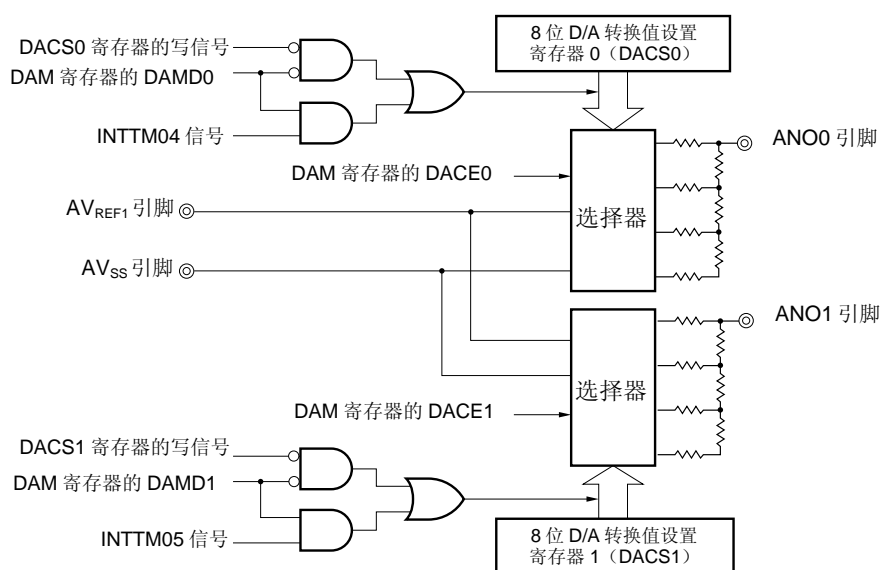 DACS0 寄存器的写信号
DAM 寄存器的 DAMD0
INTTM04 信号
8 位 D/A 转换值设置
寄存器 0（DACS0）
ANO0 引脚
DAM 寄存器的 DACE0
选择器
AVREF1 引脚
AVSS 引脚
ANO1 引脚
选择器
DAM 寄存器的 DACE1
DACS1 寄存器的写信号
DAM 寄存器的 DAMD1
INTTM05 信号
8 位 D/A 转换值设置
寄存器 1（DACS1）